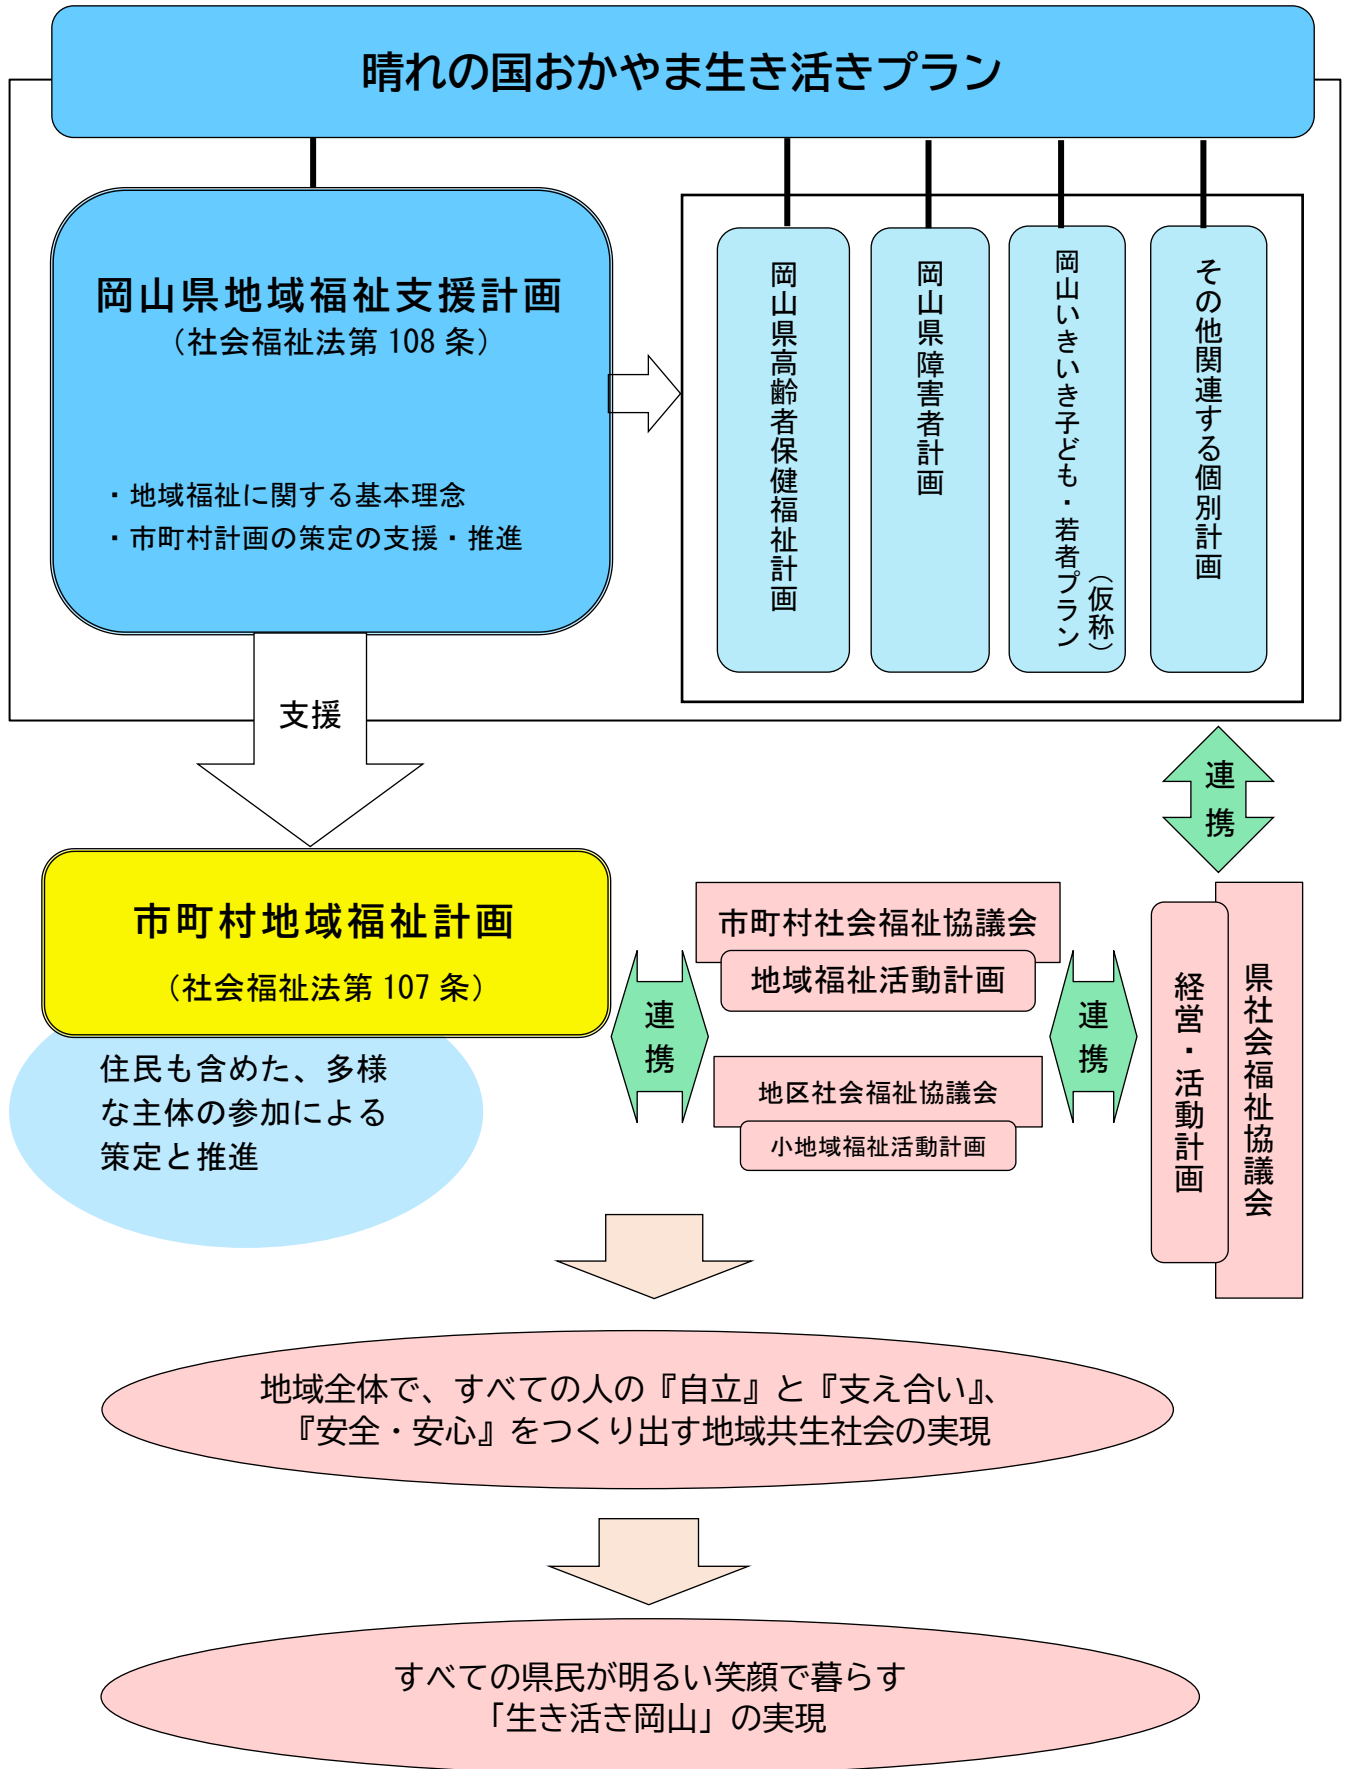 晴れの国おかやま生き活きプラン
岡山県地域福祉支援計画
（社会福祉法第 108 条）
・地域福祉に関する基本理念
・市町村計画の策定の支援・推進
岡山県高齢者保健福祉計画
岡山県障害者計画
岡山いきいき子ども・若者プラン
（仮称）
その他関連する個別計画
支援
連携
市町村地域福祉計画
（社会福祉法第 107 条）
住民も含めた、多様
な主体の参加による
策定と推進
連携
市町村社会福祉協議会
地域福祉活動計画
地区社会福祉協議会
小地域福祉活動計画
連携
経営・活動計画
県社会福祉協議会
地域全体で、すべての人の『自立』と『支え合い』、
『安全・安心』をつくり出す地域共生社会の実現
すべての県民が明るい笑顔で暮らす
「生き活き岡山」の実現